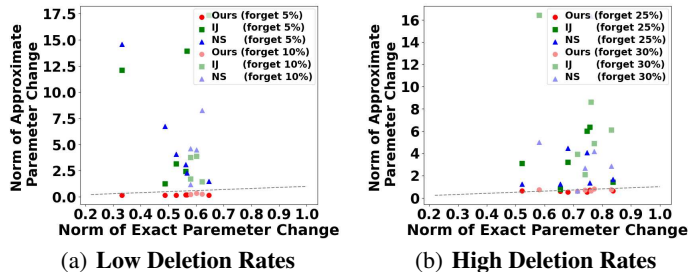 Norm of Approximate
Paremeter Change
17.5
15.0
12.5
10.0
7.5
5.0
2.5
0.0
Ours (forget 5%)
IJ (forget 5%)
NS (forget 5%)
Ours (forget 10%)
IJ (forget 10%)
NS (forget 10%)
0.2 0.3 0.4 0.5 0.6 0.7 0.8 0.9 1.0
Norm of Exact Paremeter Change
(a) Low Deletion Rates
Norm of Approximate
Paremeter Change
16
14
12
10
8
6
4
2
0
Ours (forget 25%)
IJ (forget 25%)
NS (forget 25%)
Ours (forget 30%)
IJ (forget 30%)
NS (forget 30%)
0.2 0.3 0.4 0.5 0.6 0.7 0.8 0.9 1.0
Norm of Exact Paremeter Change
(b) High Deletion Rates